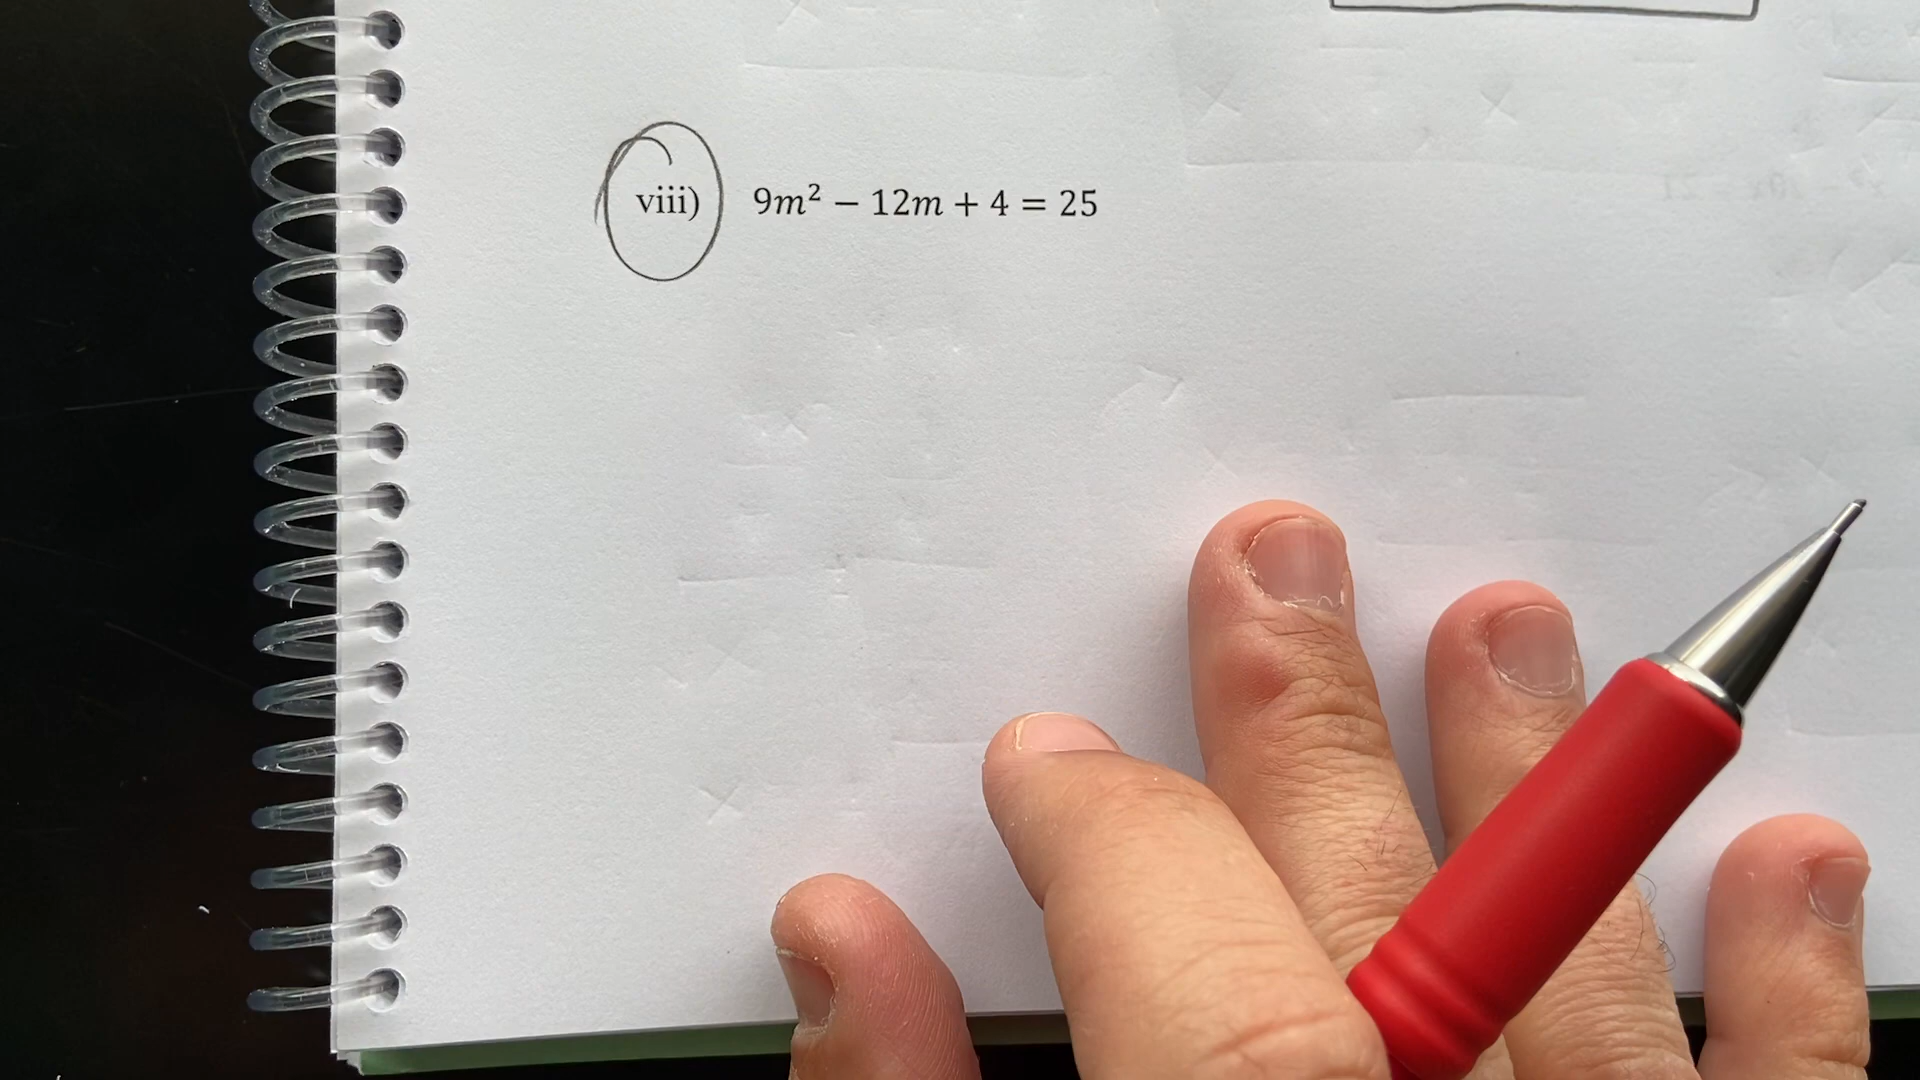 viii) 9m² − 12m + 4 = 25